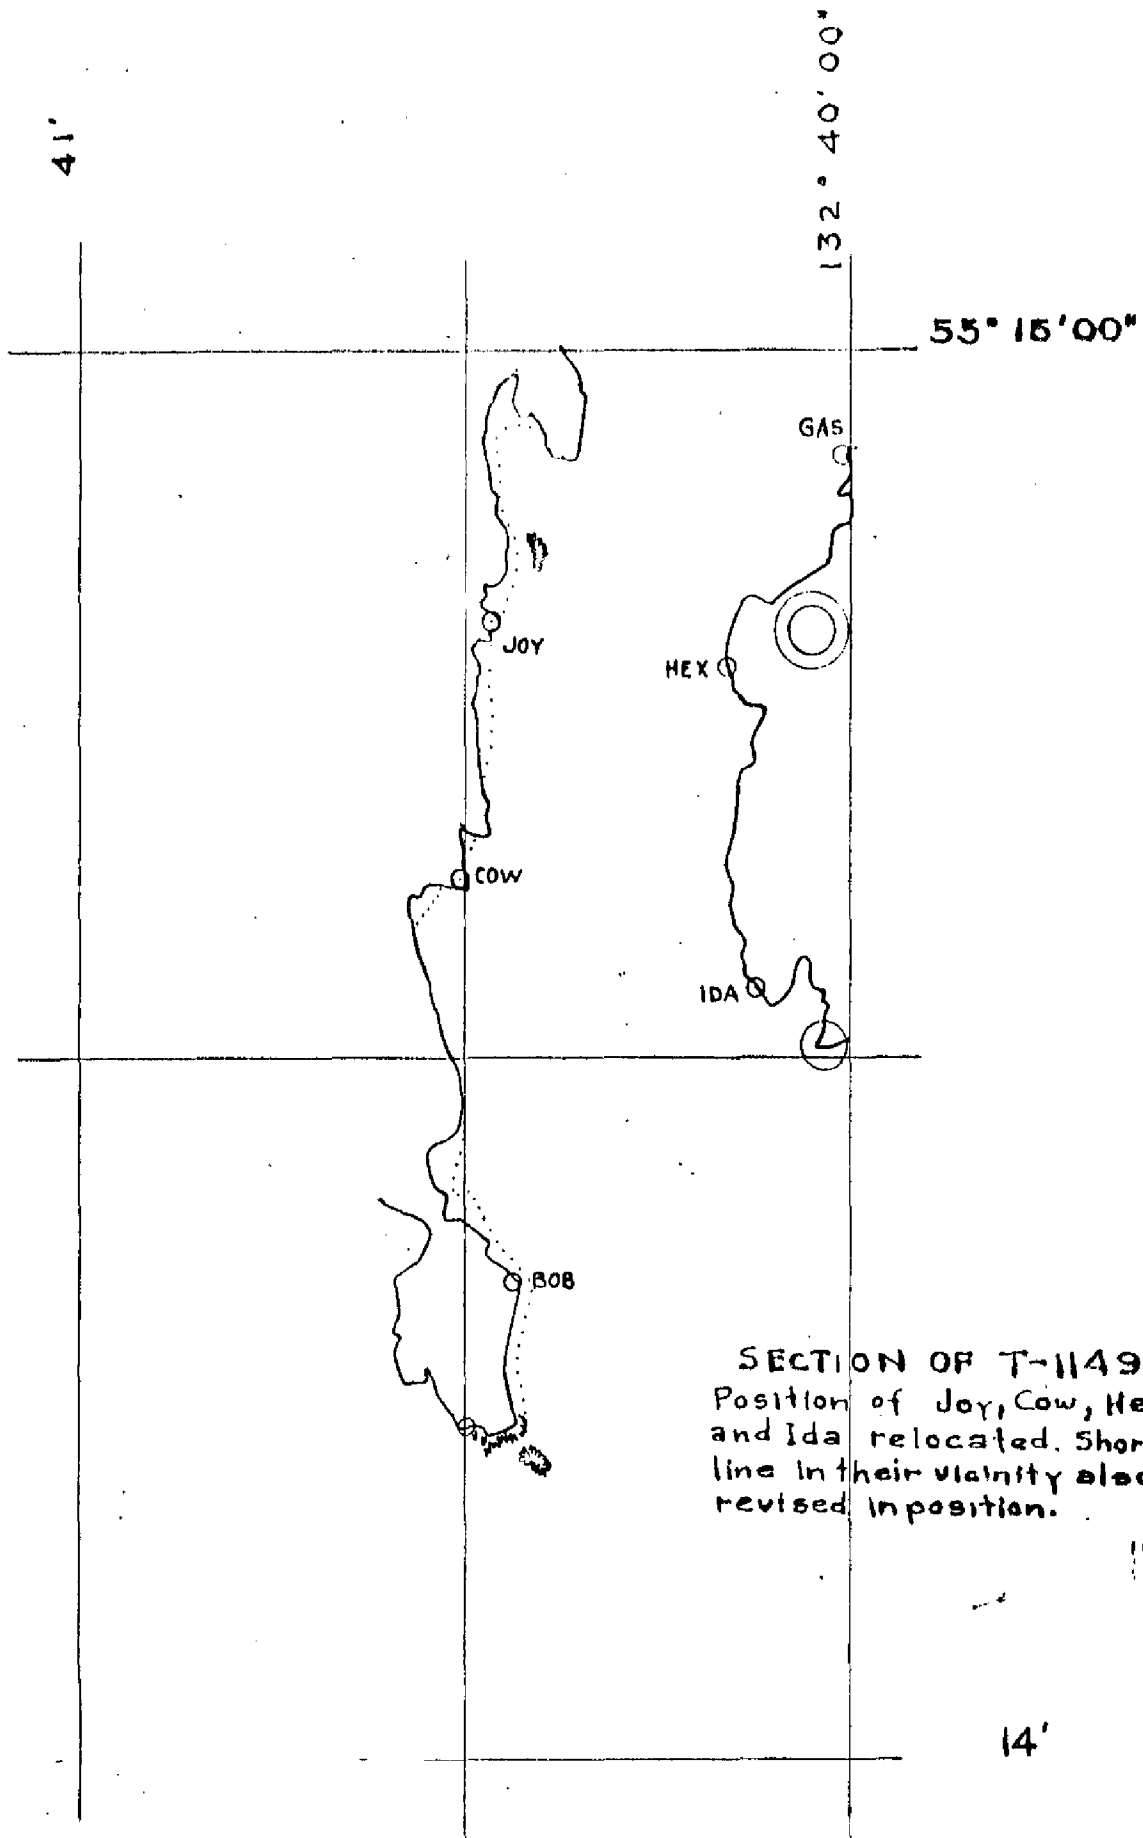 41'
132° 40' 00"
55° 15' 00"
GAS
JOY
HEX
COW
IDA
BOB
SECTION OF T-1149
Position of Joy, Cow, He
and Ida relocated. Shor
line in their vicinity also
revised in position.
14'